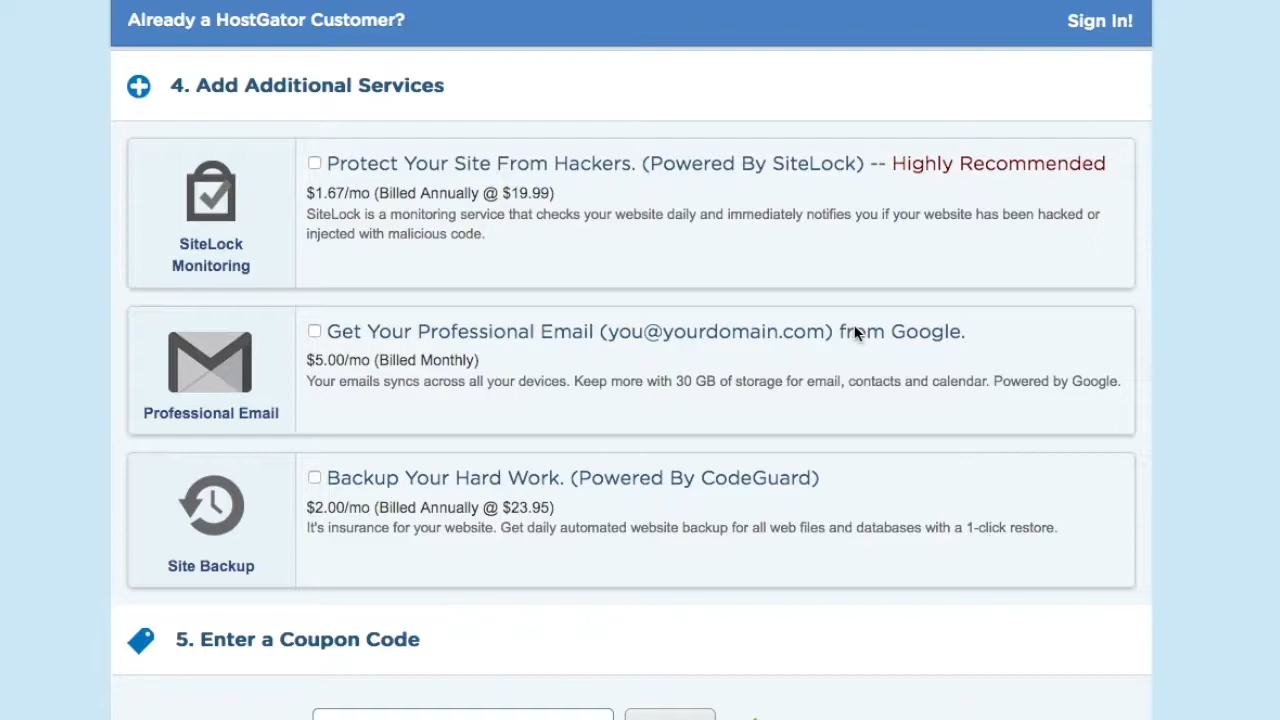 Already a HostGator Customer?
Sign In!
4. Add Additional Services
SiteLock
Monitoring
Protect Your Site From Hackers. (Powered By SiteLock) -- Highly Recommended
$1.67/mo (Billed Annually @ $19.99)
SiteLock is a monitoring service that checks your website daily and immediately notifies you if your website has been hacked or
injected with malicious code.
Professional Email
Get Your Professional Email (you@yourdomain.com) from Google.
$5.00/mo (Billed Monthly)
Your emails syncs across all your devices. Keep more with 30 GB of storage for email, contacts and calendar. Powered by Google.
Site Backup
Backup Your Hard Work. (Powered By CodeGuard)
$2.00/mo (Billed Annually @ $23.95)
It's insurance for your website. Get daily automated website backup for all web files and databases with a 1-click restore.
5. Enter a Coupon Code